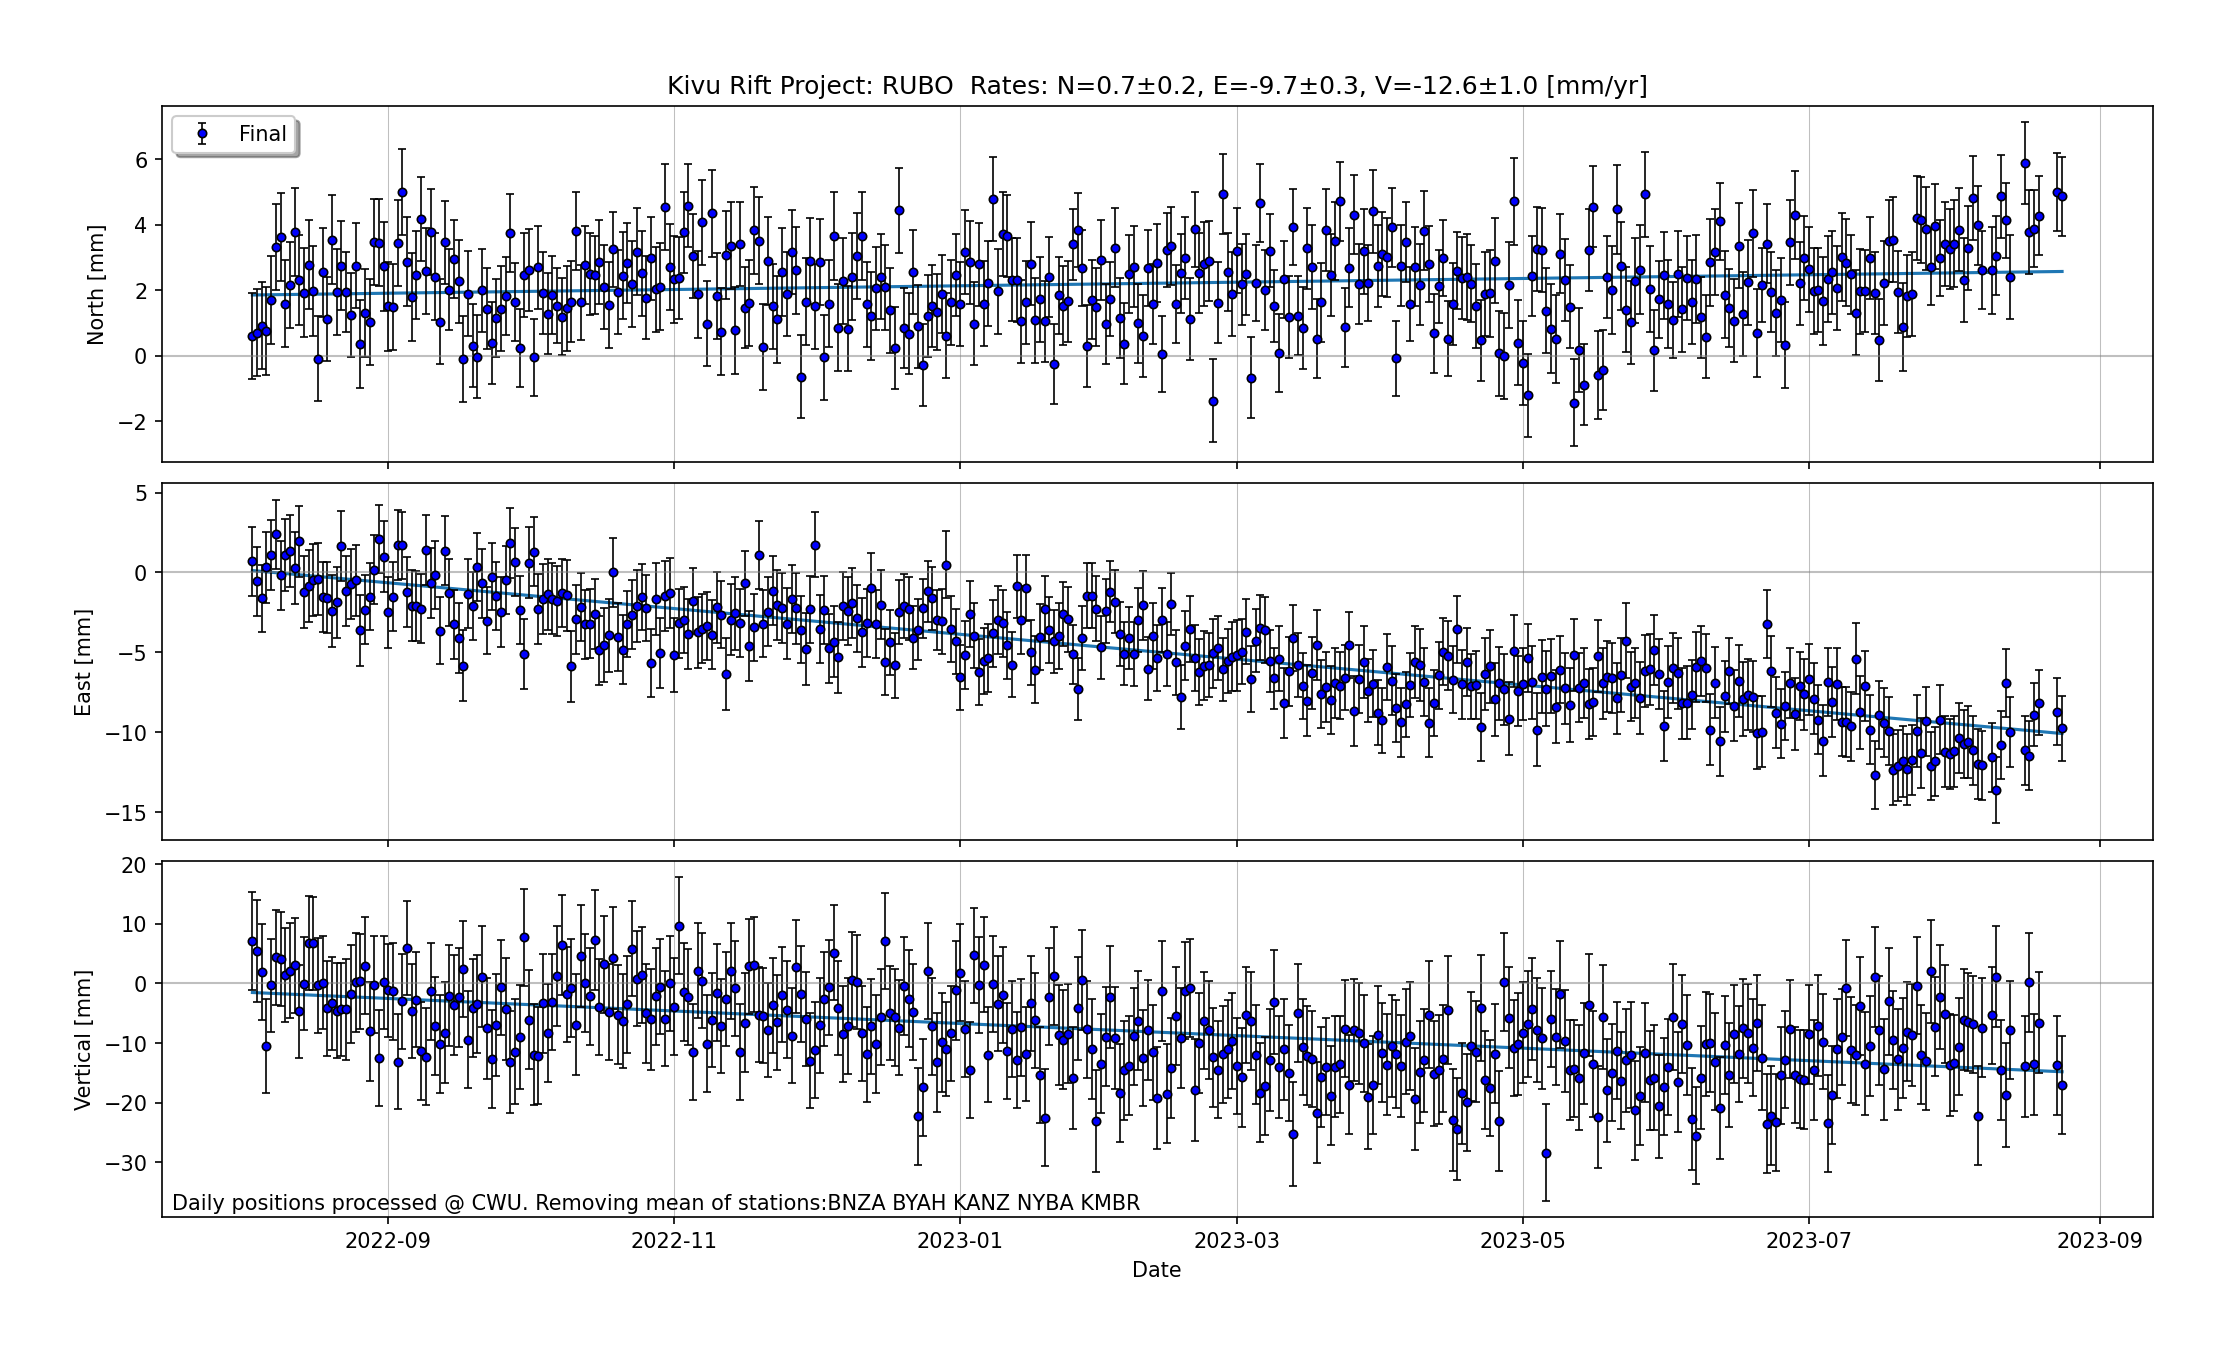 Kivu Rift Project: RUBO  Rates: N=0.7±0.2, E=-9.7±0.3, V=-12.6±1.0 [mm/yr]
Final
North [mm]
6
4
2
0
−2
East [mm]
5
0
−5
−10
−15
Vertical [mm]
20
10
0
−10
−20
−30
Daily positions processed @ CWU. Removing mean of stations:BNZA BYAH KANZ NYBA KMBR
2022-09 2022-11 2023-01 2023-03 2023-05 2023-07 2023-09
Date